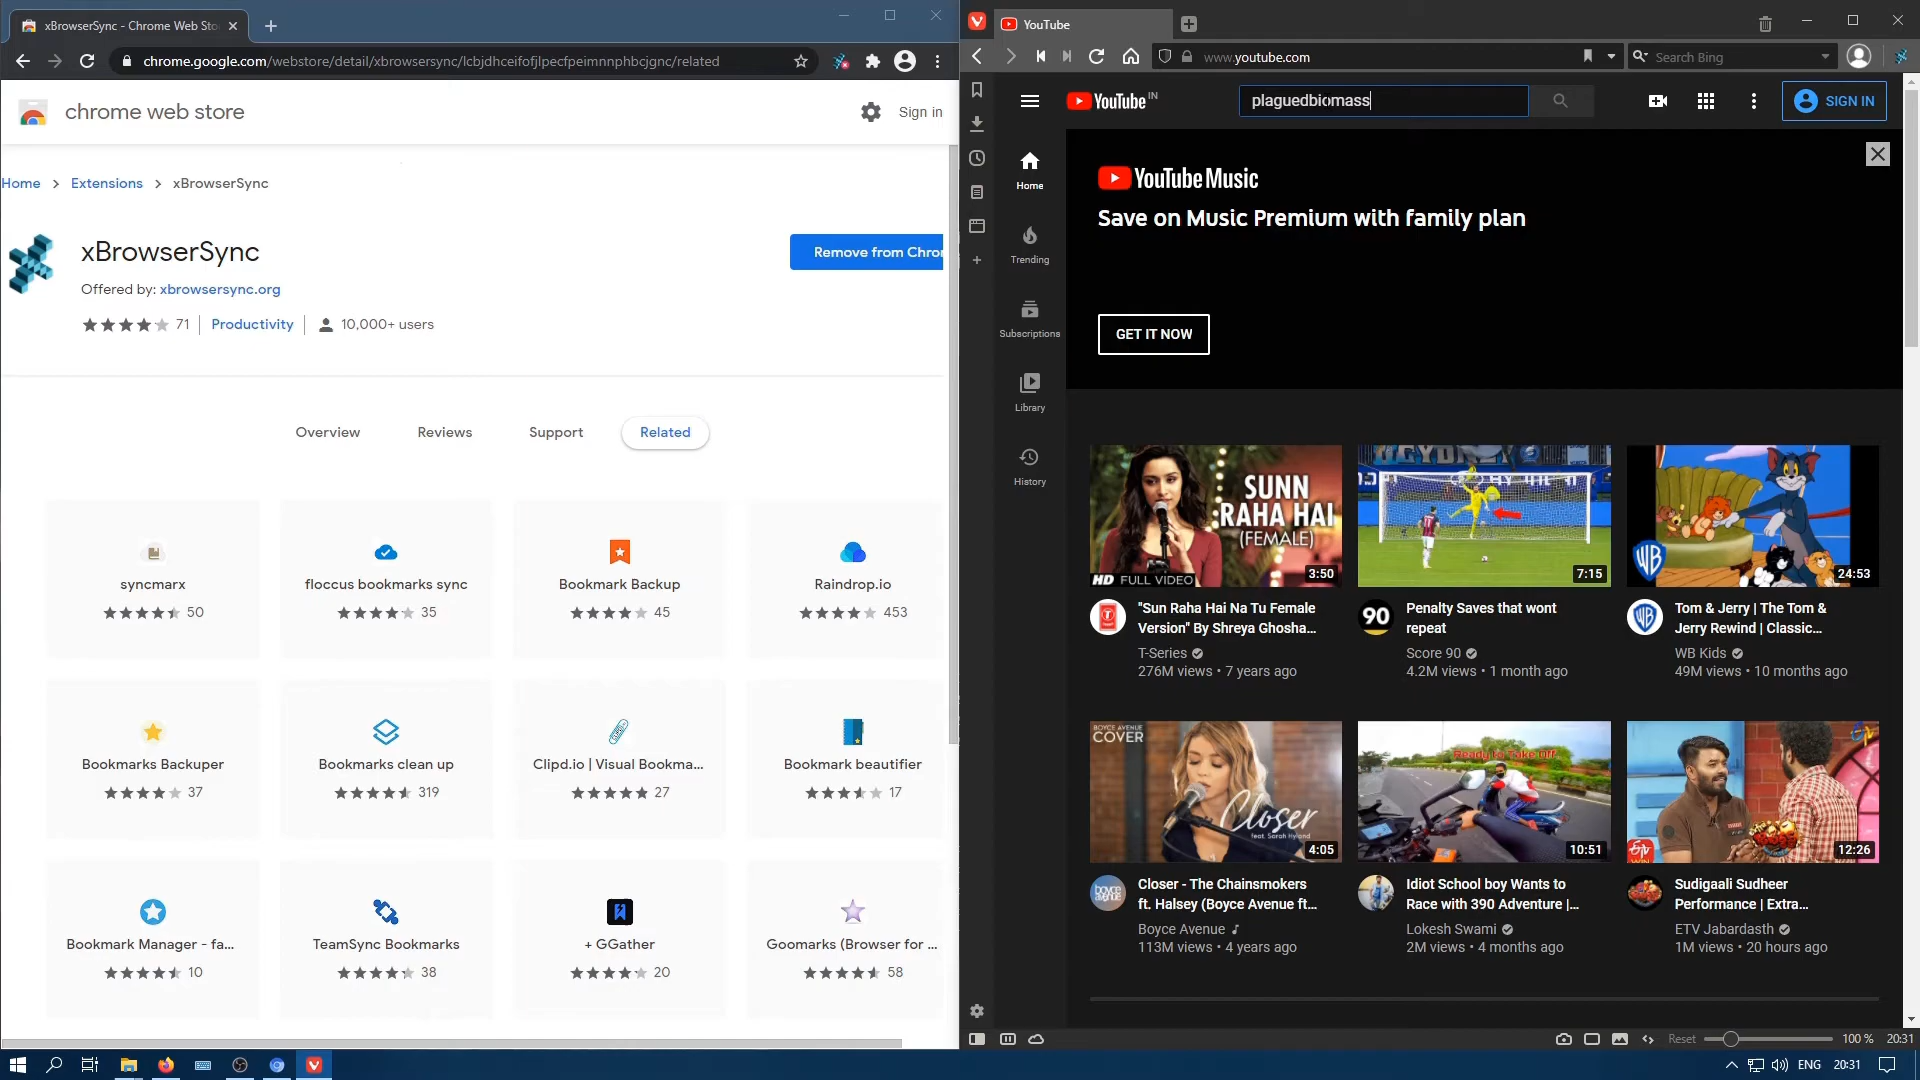 xBrowserSync - Chrome Web Sto
chrome.google.com/webstore/detail/xbrowsersync/lcbjdhceifofjlpecfpeimnnphbcjgnc/related
chrome web store
Sign in
Home > Extensions > xBrowserSync
xBrowserSync
Remove from Chro
Offered by: xbrowsersync.org
71 Productivity 10,000+ users
Overview Reviews Support Related
syncmarx
50
floccus bookmarks sync
35
Bookmark Backup
45
Raindrop.io
453
Bookmarks Backuper
37
Bookmarks clean up
319
Clipd.io | Visual Bookma...
27
Bookmark beautifier
17
Bookmark Manager - fa...
10
TeamSync Bookmarks
38
+ GGather
20
Goomarks (Browser for ...
58
YouTube
www.youtube.com
Search Bing
YouTube IN
plaguedbiomass
SIGN IN
Home
Trending
Subscriptions
Library
History
YouTube Music
Save on Music Premium with family plan
GET IT NOW
SUNN
RAHA HAI
(FEMALE)
HD FULL VIDEO
3:50
"Sun Raha Hai Na Tu Female
Version" By Shreya Ghosha...
T-Series
276M views • 7 years ago
7:15
90
Penalty Saves that wont
repeat
Score 90
4.2M views • 1 month ago
WB
24:53
Tom & Jerry | The Tom &
Jerry Rewind | Classic...
WB Kids
49M views • 10 months ago
BOYCE AVENUE
COVER
Closer
feat. Sarah Hyland
4:05
Closer - The Chainsmokers
ft. Halsey (Boyce Avenue ft...
Boyce Avenue
113M views • 4 years ago
Ready to Take Off
10:51
Idiot School boy Wants to
Race with 390 Adventure |...
Lokesh Swami
2M views • 4 months ago
12:26
Sudigaali Sudheer
Performance | Extra...
ETV Jabardasth
1M views • 20 hours ago
Reset 100 % 20:31
ENG 20:31